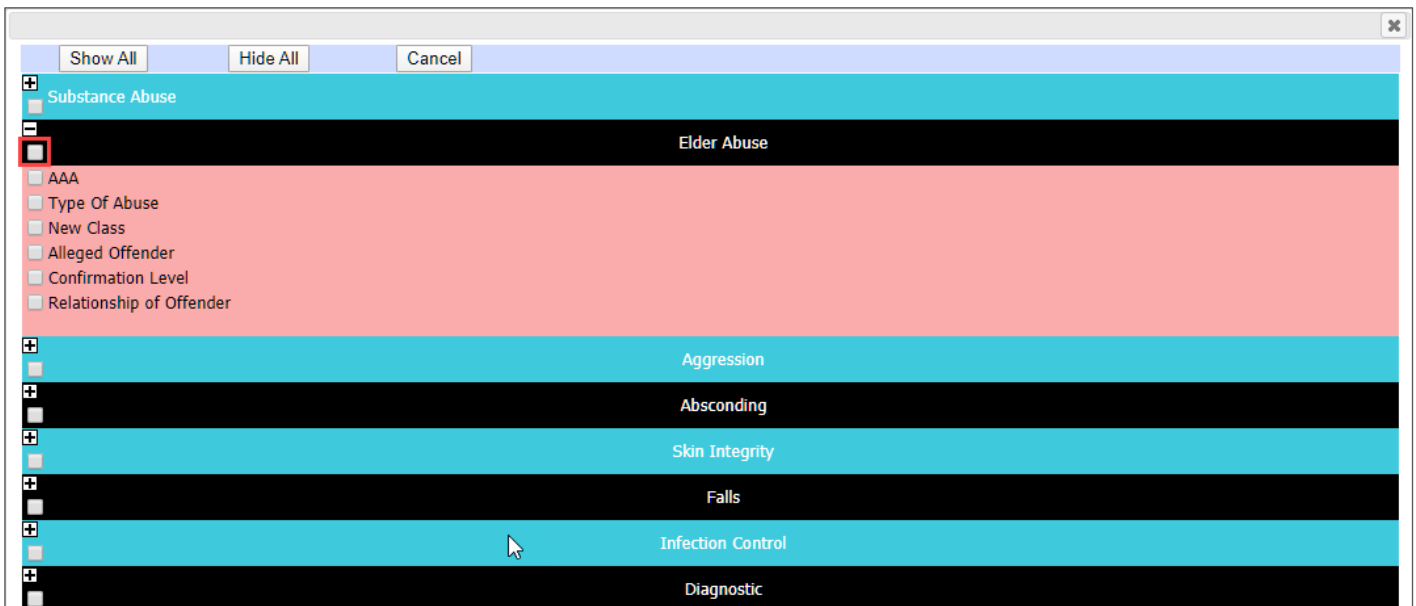 Show All Hide All Cancel
Substance Abuse
Elder Abuse
AAA
Type Of Abuse
New Class
Alleged Offender
Confirmation Level
Relationship of Offender
Aggression
Absconding
Skin Integrity
Falls
Infection Control
Diagnostic